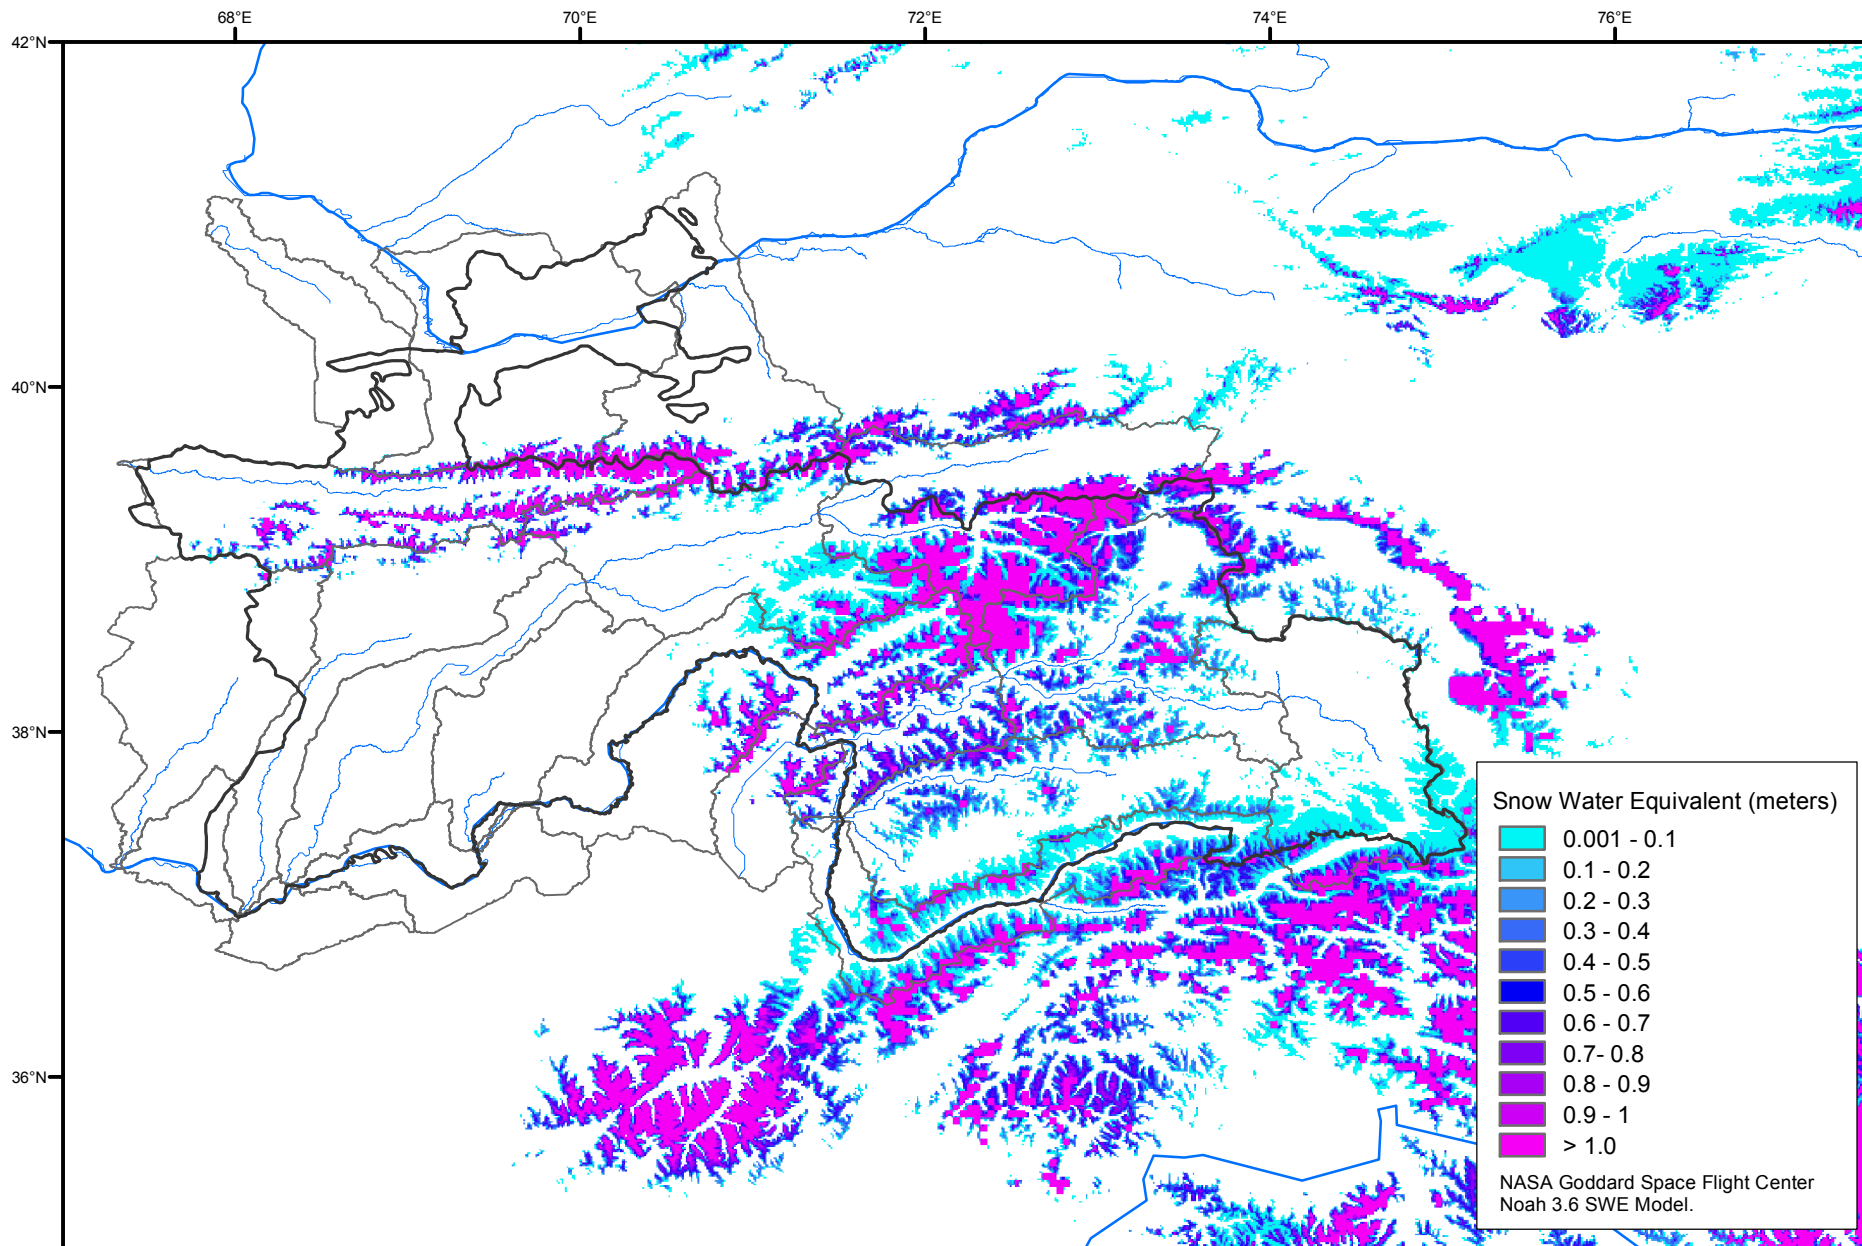 68°E 70°E 72°E 74°E 76°E
42°N
40°N
38°N
36°N
Snow Water Equivalent (meters)
0.001 - 0.1
0.1 - 0.2
0.2 - 0.3
0.3 - 0.4
0.4 - 0.5
0.5 - 0.6
0.6 - 0.7
0.7- 0.8
0.8 - 0.9
0.9 - 1
> 1.0
NASA Goddard Space Flight Center
Noah 3.6 SWE Model.